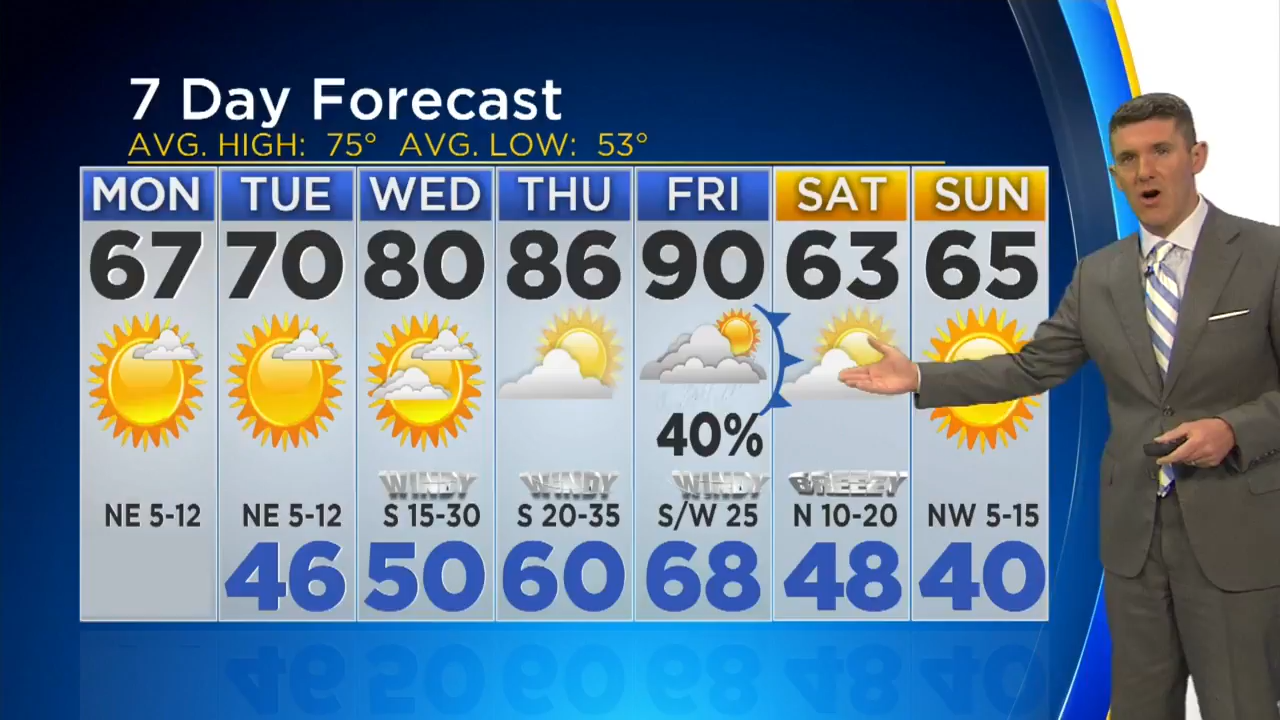 7 Day Forecast
AVG. HIGH: 75° AVG. LOW: 53°
MON TUE WED THU FRI SAT SUN
67 70 80 86 90 63 65
40%
WINDY WINDY WINDY BREEZY
NE 5-12 NE 5-12 S 15-30 S 20-35 S/W 25 N 10-20 NW 5-15
46 50 60 68 48 40